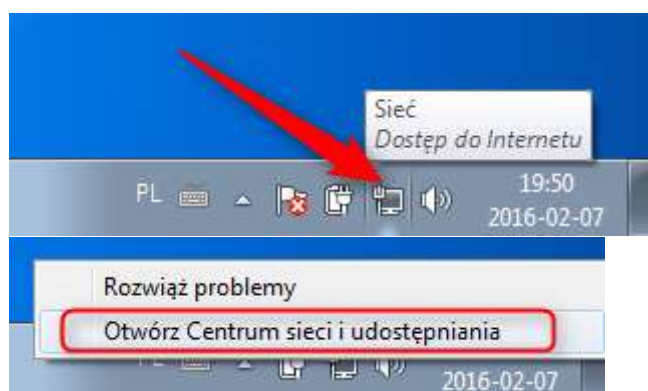 Sieć
Dostęp do Internetu
PL
19:50
2016-02-07
Rozwiąż problemy
Otwórz Centrum sieci i udostępniania
2016-02-07